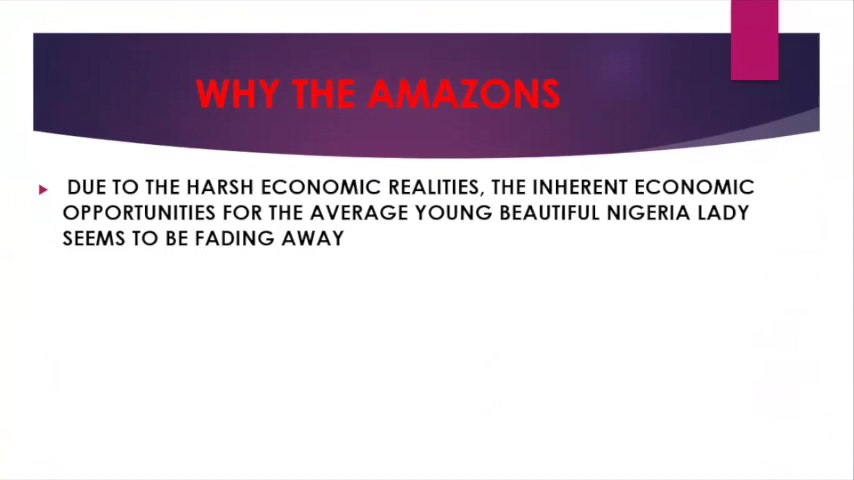 WHY THE AMAZONS
DUE TO THE HARSH ECONOMIC REALITIES, THE INHERENT ECONOMIC
OPPORTUNITIES FOR THE AVERAGE YOUNG BEAUTIFUL NIGERIA LADY
SEEMS TO BE FADING AWAY